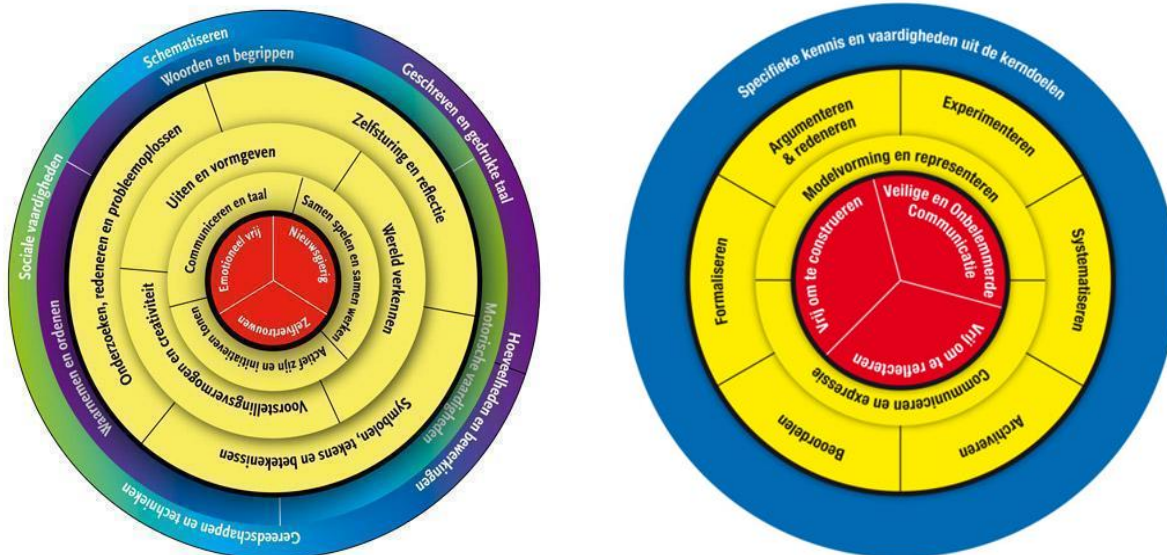 Schematiseren
Woorden en begrippen
Geschreven en gedrukte taal
Sociale vaardigheden
Waarnemen en ordenen
Motorische vaardigheden
Hoeveelheden en bewerkingen
Gereedschappen en technieken
Onderzoeken, redeneren en probleemoplossen
Zelfsturing en reflectie
Symbolen, tekens en betekenissen
Uiten en vormgeven
Wereld verkennen
Voorstellingsvermogen en creativiteit
Communiceren en taal
Samen spelen en samen werken
Actief zijn en initiatieven tonen
Emotioneel vrij
Nieuwsgierig
Zelfvertrouwen
Specifieke kennis en vaardigheden uit de kerndoelen
Argumenteren
& redeneren
Experimenteren
Systematiseren
Archiveren
Beoordelen
Formaliseren
Modelvorming en representeren
Communiceren en expressie
Vrij om te construeren
Veilige en Onbelemmerde
Communicatie
Vrij om te reflecteren